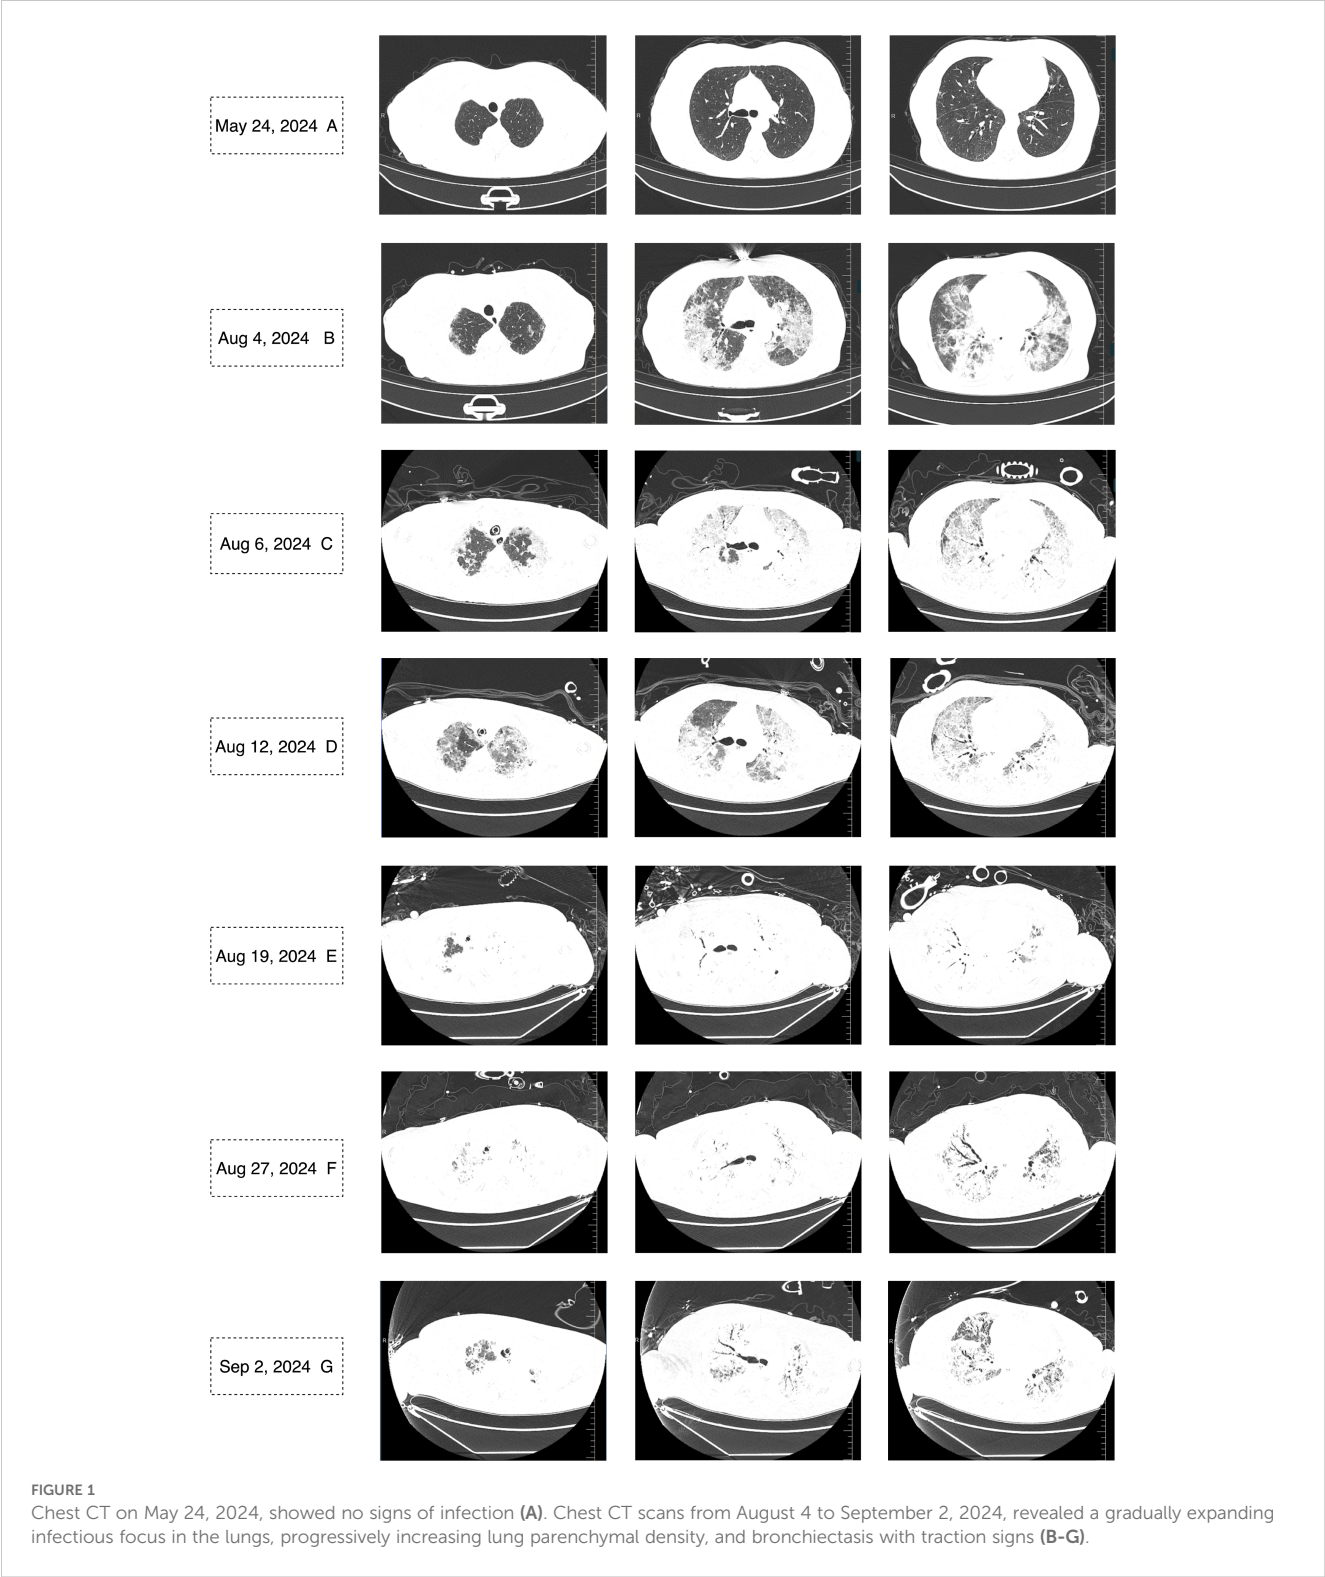 May 24, 2024 A
Aug 4, 2024 B
Aug 6, 2024 C
Aug 12, 2024 D
Aug 19, 2024 E
Aug 27, 2024 F
Sep 2, 2024 G
FIGURE 1
Chest CT on May 24, 2024, showed no signs of infection (A). Chest CT scans from August 4 to September 2, 2024, revealed a gradually expanding
infectious focus in the lungs, progressively increasing lung parenchymal density, and bronchiectasis with traction signs (B-G).